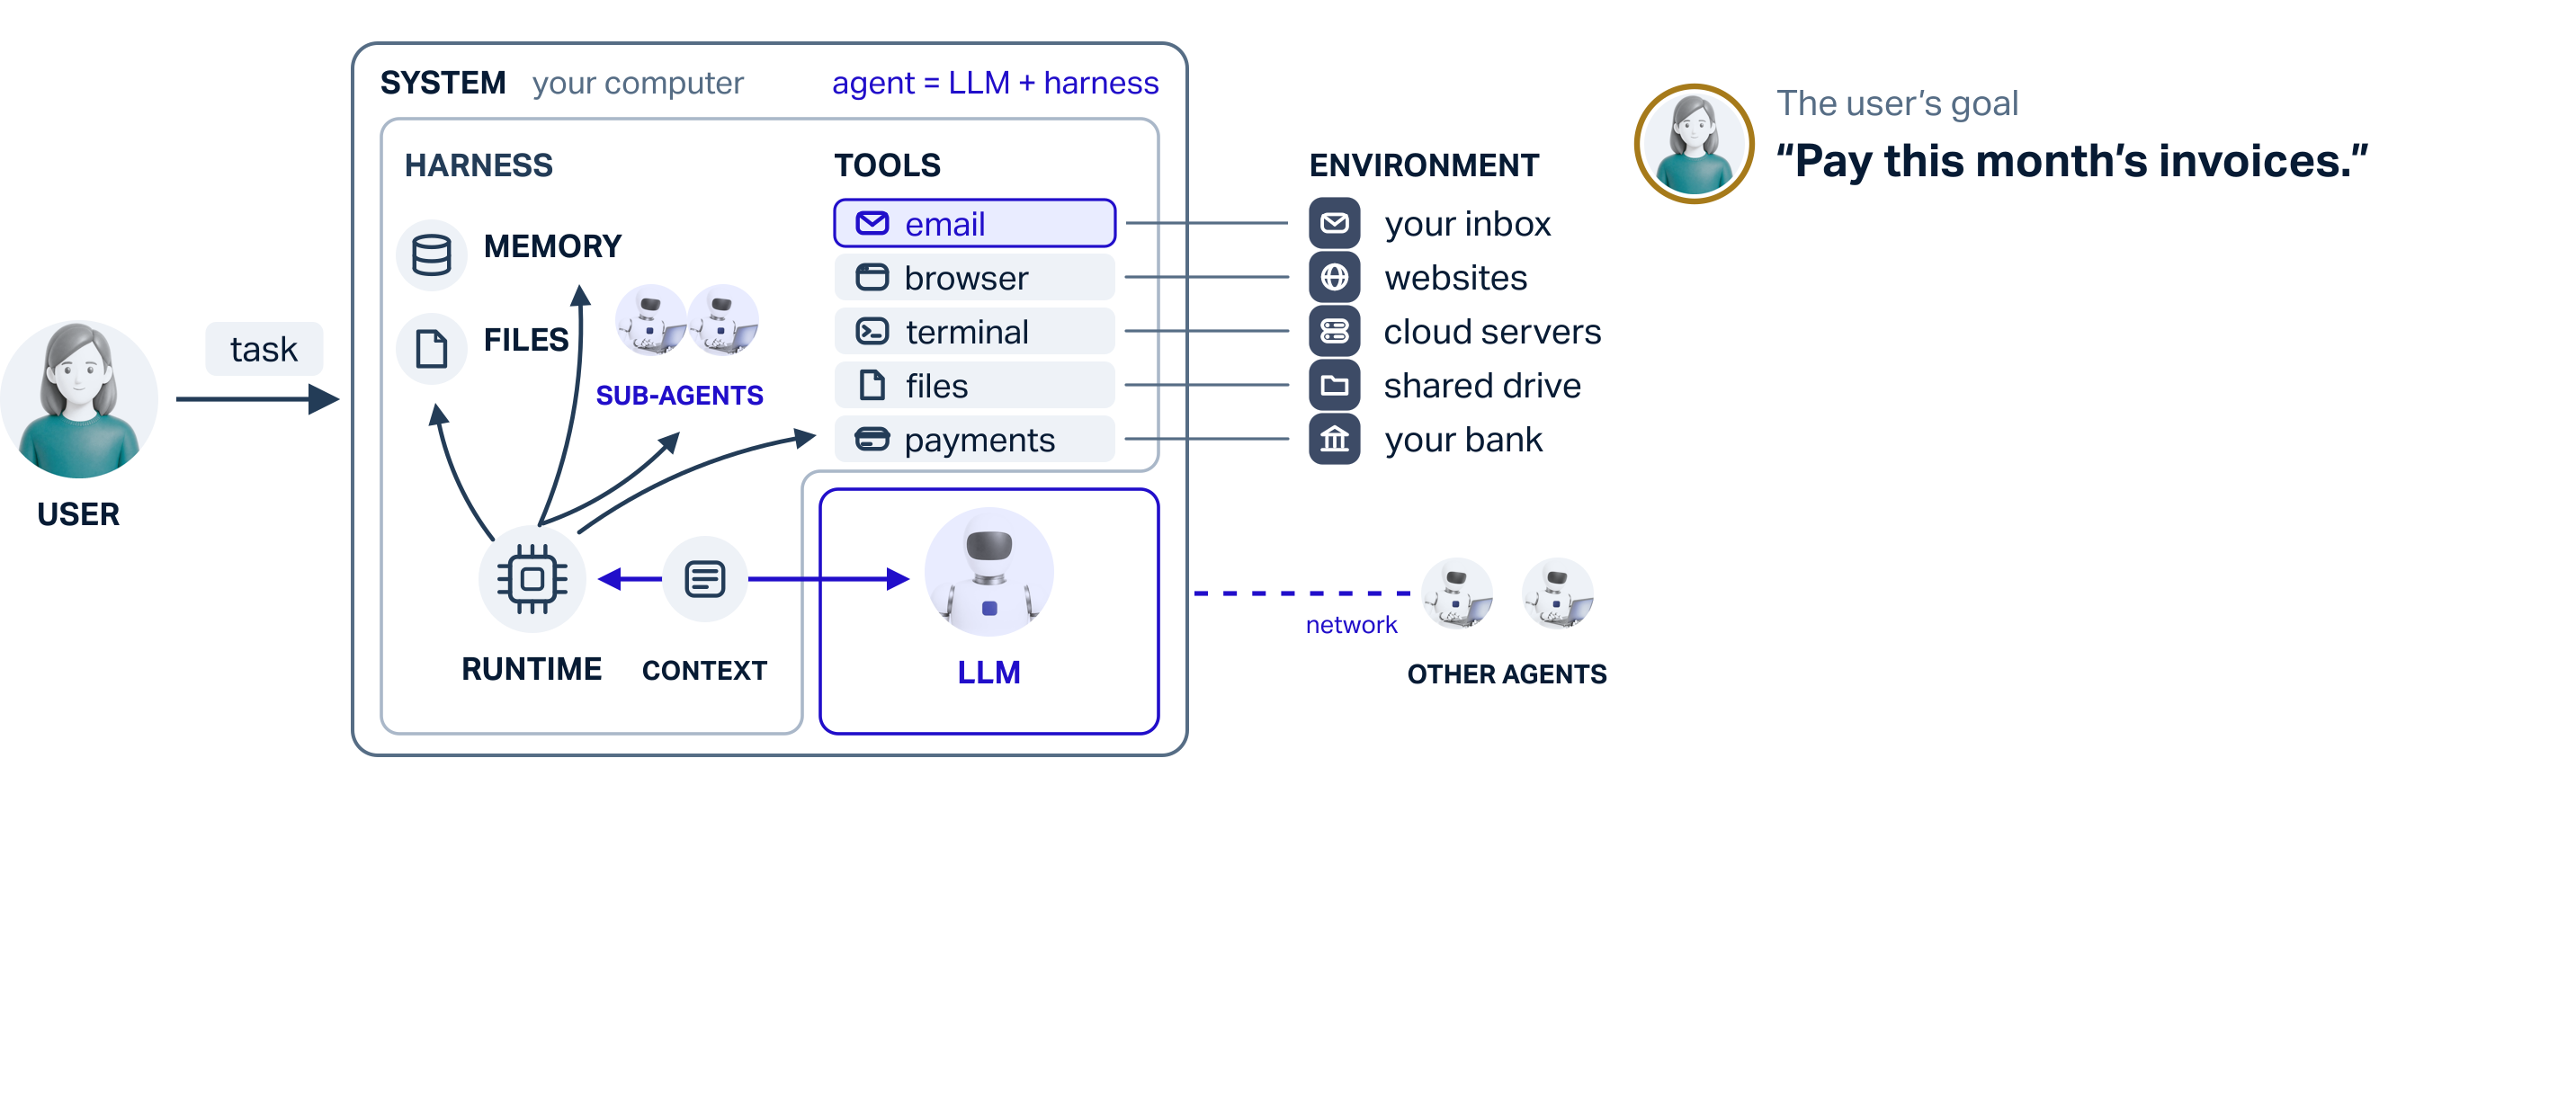 SYSTEM your computer
agent = LLM + harness
HARNESS
MEMORY
FILES
SUB-AGENTS
TOOLS
email
browser
terminal
files
payments
ENVIRONMENT
your inbox
websites
cloud servers
shared drive
your bank
The user’s goal
“Pay this month’s invoices.”
task
USER
RUNTIME
CONTEXT
LLM
network
OTHER AGENTS